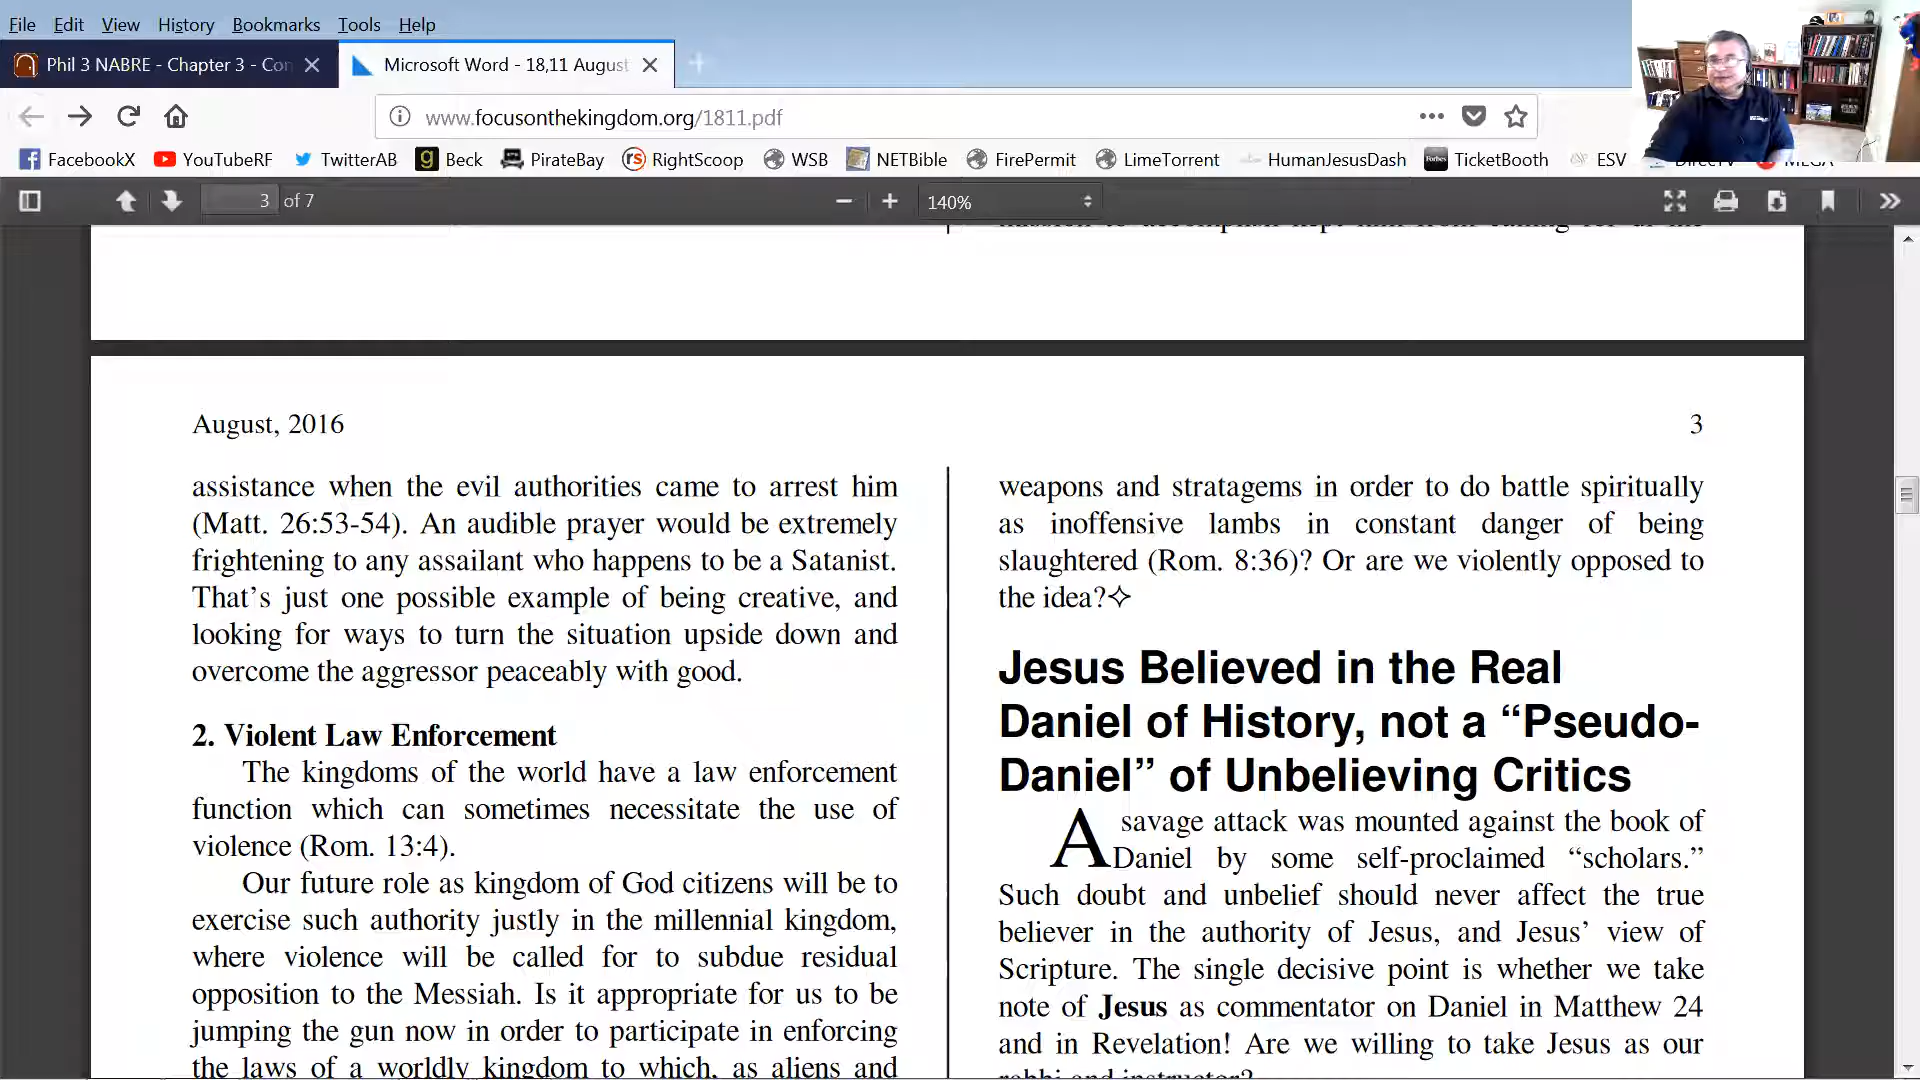 File Edit View History Bookmarks Tools Help
Phil 3 NABRE - Chapter 3 - Con
Microsoft Word - 18,11 August
www.focusonthekingdom.org/1811.pdf
FacebookX YouTubeRF TwitterAB Beck PirateBay RightScoop WSB NETBible FirePermit LimeTorrent HumanJesusDash TicketBooth ESV DirecTV MEGA
3 of 7
140%
August, 2016
3
assistance when the evil authorities came to arrest him
(Matt. 26:53-54). An audible prayer would be extremely
frightening to any assailant who happens to be a Satanist.
That’s just one possible example of being creative, and
looking for ways to turn the situation upside down and
overcome the aggressor peaceably with good.
2. Violent Law Enforcement
The kingdoms of the world have a law enforcement
function which can sometimes necessitate the use of
violence (Rom. 13:4).
Our future role as kingdom of God citizens will be to
exercise such authority justly in the millennial kingdom,
where violence will be called for to subdue residual
opposition to the Messiah. Is it appropriate for us to be
jumping the gun now in order to participate in enforcing
the laws of a worldly kingdom to which, as aliens and
weapons and stratagems in order to do battle spiritually
as inoffensive lambs in constant danger of being
slaughtered (Rom. 8:36)? Or are we violently opposed to
the idea?✧
Jesus Believed in the Real
Daniel of History, not a “Pseudo-
Daniel” of Unbelieving Critics
A savage attack was mounted against the book of
Daniel by some self-proclaimed “scholars.”
Such doubt and unbelief should never affect the true
believer in the authority of Jesus, and Jesus’ view of
Scripture. The single decisive point is whether we take
note of Jesus as commentator on Daniel in Matthew 24
and in Revelation! Are we willing to take Jesus as our
rabbi and instructor?